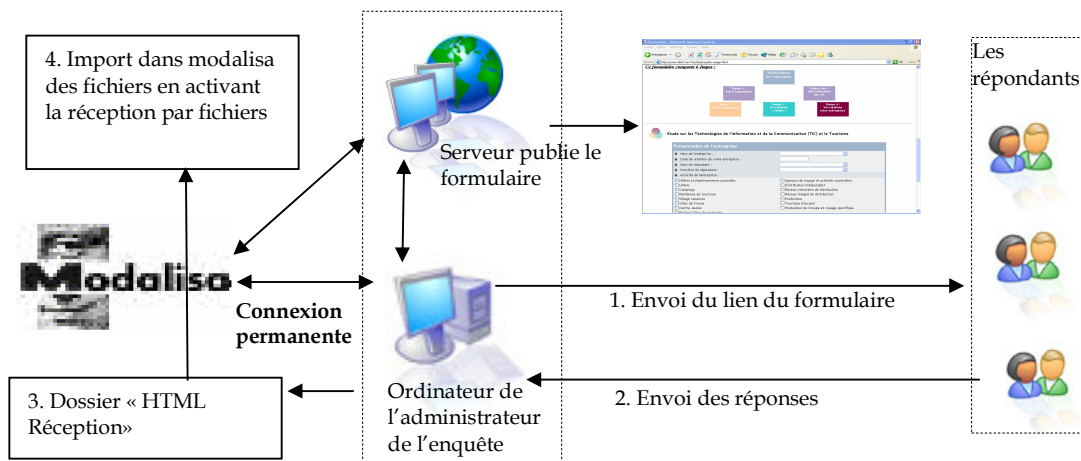 4. Import dans modalisa
des fichiers en activant
la réception par fichiers
Serveur publie le
formulaire
Les
répondants
Etude sur les Technologies de l'Information et de la Communication (TIC) et le Tourisme
Présentation de l'entreprise
Modalisa
Connexion
permanente
1. Envoi du lien du formulaire
2. Envoi des réponses
3. Dossier « HTML
Réception»
Ordinateur de
l'administrateur
de l'enquête